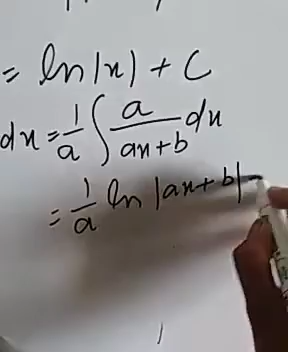 = ln|x| + C
dx = 1/a ∫ a/(ax+b) dx
= 1/a ln |ax+b|